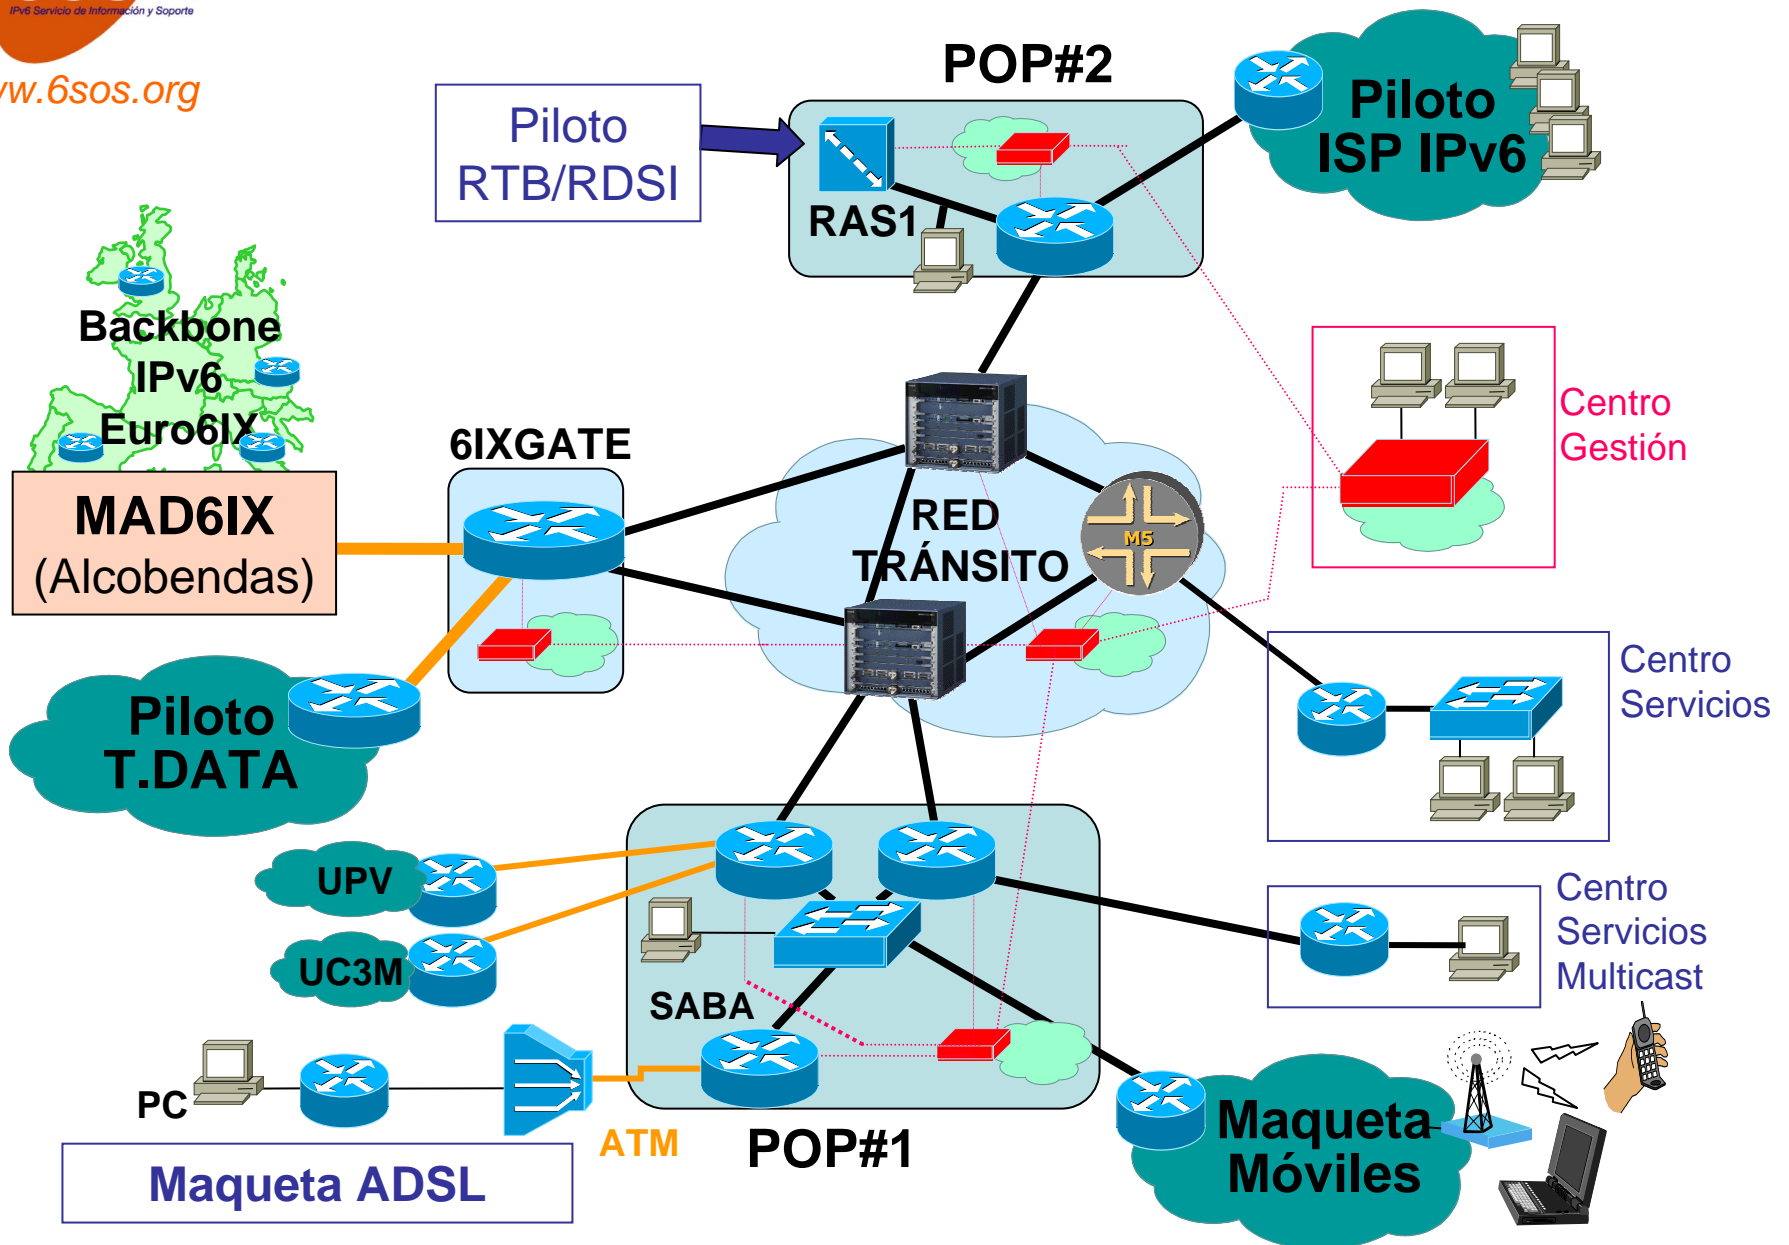 IPv6 Servicio de Información y Soporte
w.6sos.org
POP#2
Piloto
RTB/RDSI
RAS1
Piloto
ISP IPv6
Backbone
IPv6
Euro6IX
MAD6IX
(Alcobendas)
6IXGATE
RED
TRÁNSITO
M5
Centro
Gestión
Centro
Servicios
Piloto
T.DATA
UPV
UC3M
SABA
Centro
Servicios
Multicast
PC
ATM
POP#1
Maqueta ADSL
Maqueta
Móviles